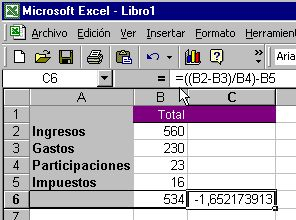 Microsoft Excel - Libro1
Archivo Edición Ver Insertar Formato Herramien
Σ Aria
C6 = =((B2-B3)/B4)-B5
A B C
1 Total
2 Ingresos 560
3 Gastos 230
4 Participaciones 23
5 Impuestos 16
6 534 -1,652173913